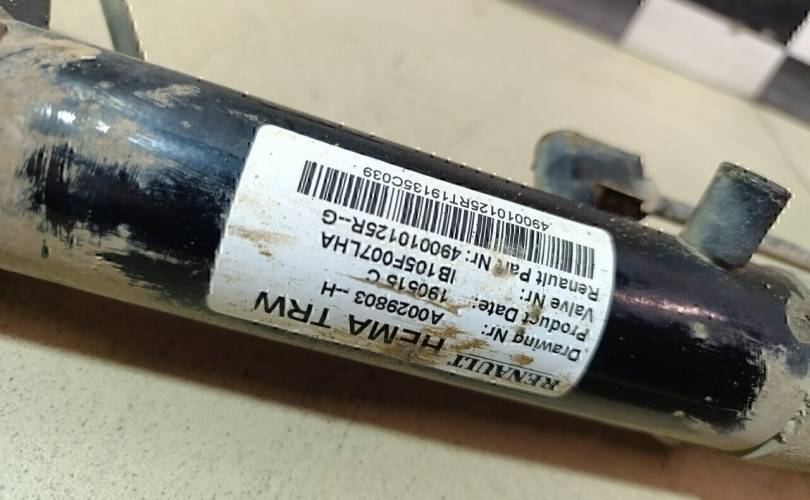 RENAULT HEMA TRW
Drawing Nr: A0029803 --H
Product Date: 190515 C
Valve Nr: IB105F007LHA
Renault Part Nr: 490010125R--G
490010125RT19135C039